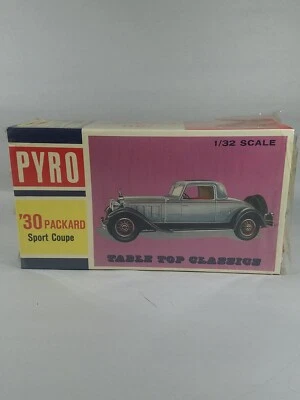 1/32 SCALE
PYRO
'30 PACKARD
Sport Coupe
TABLE TOP CLASSICS